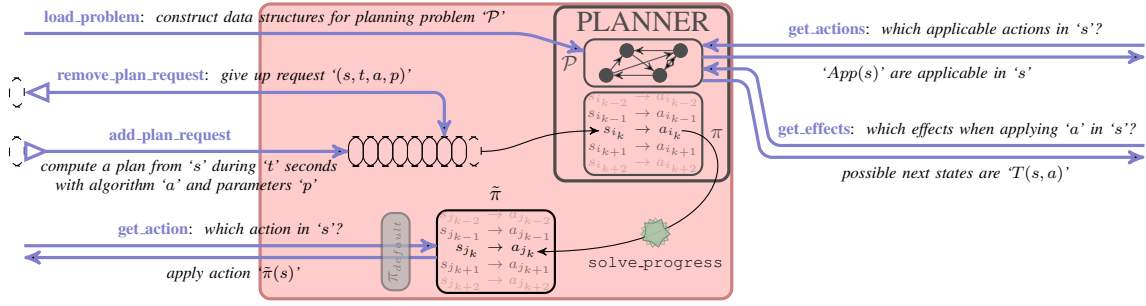 load_problem: construct data structures for planning problem ‘𝒫’
remove_plan_request: give up request ‘(s, t, a, p)’
add_plan_request
compute a plan from ‘s’ during ‘t’ seconds
with algorithm ‘a’ and parameters ‘p’
get_action: which action in ‘s’?
apply action ‘π̃(s)’
PLANNER
𝒫
s_{i_{k-2}} → a_{i_{k-2}}
s_{i_{k-1}} → a_{i_{k-1}}
s_{i_k} → a_{i_k}
s_{i_{k+1}} → a_{i_{k+1}}
s_{i_{k+2}} → a_{i_{k+2}}
π
π̃
π_{default}
s_{j_{k-2}} → a_{j_{k-2}}
s_{j_{k-1}} → a_{j_{k-1}}
s_{j_k} → a_{j_k}
s_{j_{k+1}} → a_{j_{k+1}}
s_{j_{k+2}} → a_{j_{k+2}}
solve_progress
get_actions: which applicable actions in ‘s’?
‘App(s)’ are applicable in ‘s’
get_effects: which effects when applying ‘a’ in ‘s’?
possible next states are ‘T(s, a)’